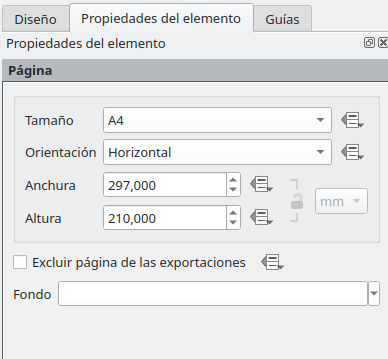 Diseño Propiedades del elemento Guías
Propiedades del elemento
Página
Tamaño A4
Orientación Horizontal
Anchura 297,000
mm
Altura 210,000
Excluir página de las exportaciones
Fondo